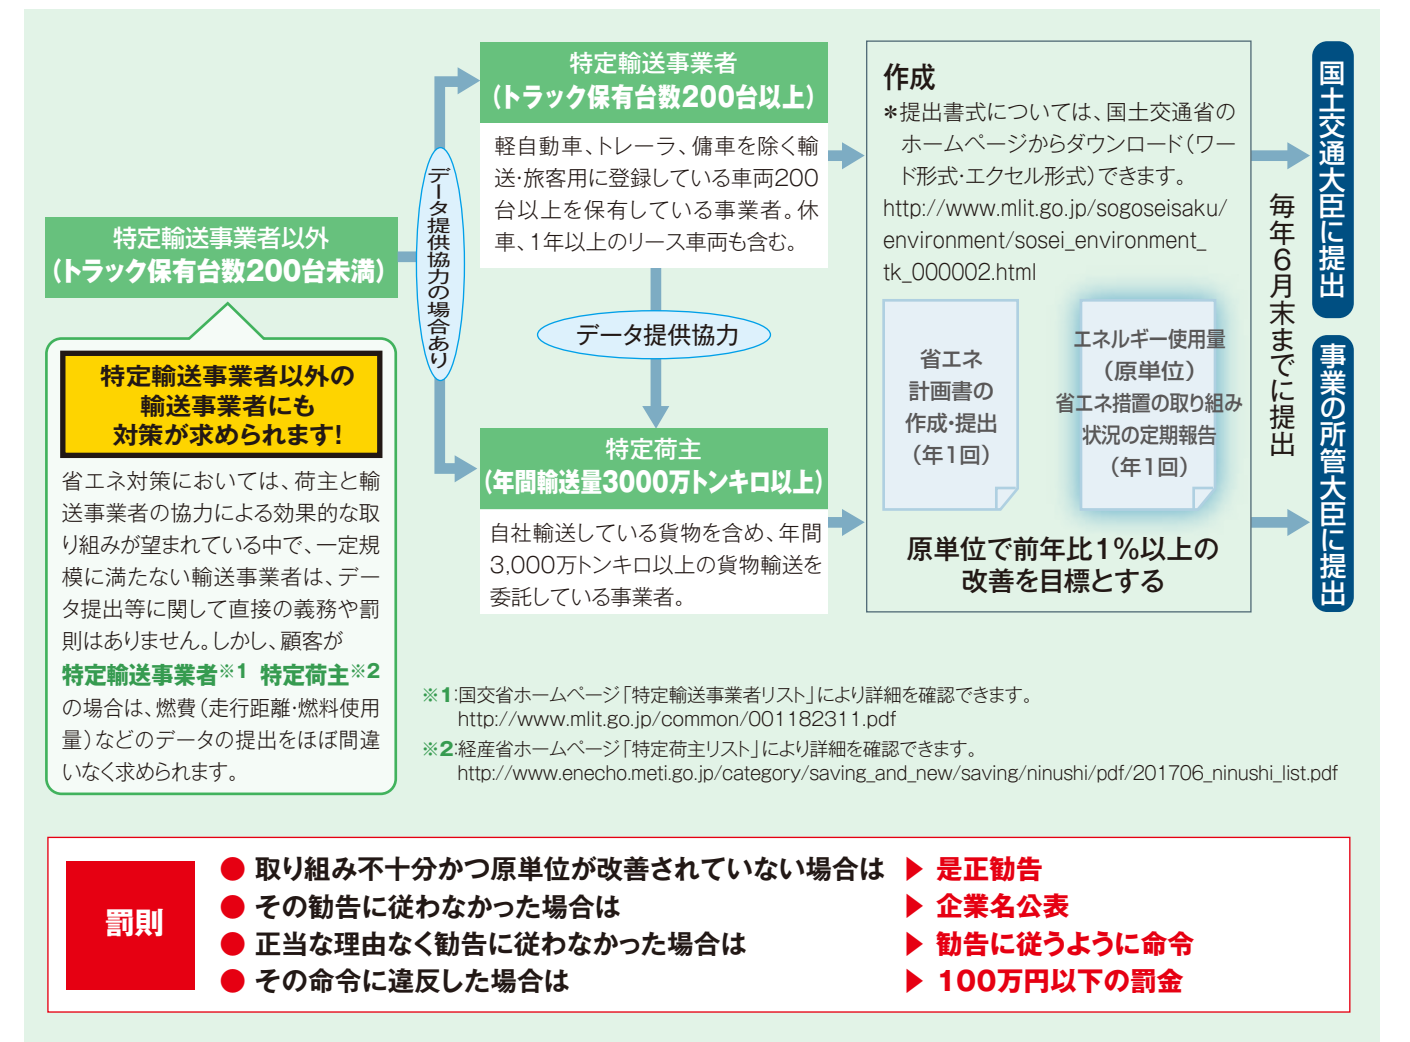 特定輸送事業者以外
(トラック保有台数200台未満)
特定輸送事業者以外の
輸送事業者にも
対策が求められます!
省エネ対策においては、荷主と輸
送事業者の協力による効果的な取
り組みが望まれている中で、一定規
模に満たない輸送事業者は、デー
タ提出等に関して直接の義務や罰
則はありません。しかし、顧客が
特定輸送事業者※1 特定荷主※2
の場合は、燃費(走行距離・燃料使用
量)などのデータの提出をほぼ間違
いなく求められます。
データ提供協力の場合あり
特定輸送事業者
(トラック保有台数200台以上)
軽自動車、トレーラ、傭車を除く輸
送・旅客用に登録している車両200
台以上を保有している事業者。休
車、1年以上のリース車両も含む。
データ提供協力
特定荷主
(年間輸送量3000万トンキロ以上)
自社輸送している貨物を含め、年間
3,000万トンキロ以上の貨物輸送を
委託している事業者。
作成
*提出書式については、国土交通省の
ホームページからダウンロード(ワー
ド形式・エクセル形式)できます。
http://www.mlit.go.jp/sogoseisaku/
environment/sosei_environment_
tk_000002.html
省エネ
計画書の
作成・提出
(年1回)
エネルギー使用量
(原単位)
省エネ措置の取り組み
状況の定期報告
(年1回)
原単位で前年比1%以上の
改善を目標とする
毎年6月末までに提出
国土交通大臣に提出
事業の所管大臣に提出
※1:国交省ホームページ「特定輸送事業者リスト」により詳細を確認できます。
http://www.mlit.go.jp/common/001182311.pdf
※2:経産省ホームページ「特定荷主リスト」により詳細を確認できます。
http://www.enecho.meti.go.jp/category/saving_and_new/saving/ninushi/pdf/201706_ninushi_list.pdf
罰則
● 取り組み不十分かつ原単位が改善されていない場合は ▶ 是正勧告
● その勧告に従わなかった場合は ▶ 企業名公表
● 正当な理由なく勧告に従わなかった場合は ▶ 勧告に従うように命令
● その命令に違反した場合は ▶ 100万円以下の罰金